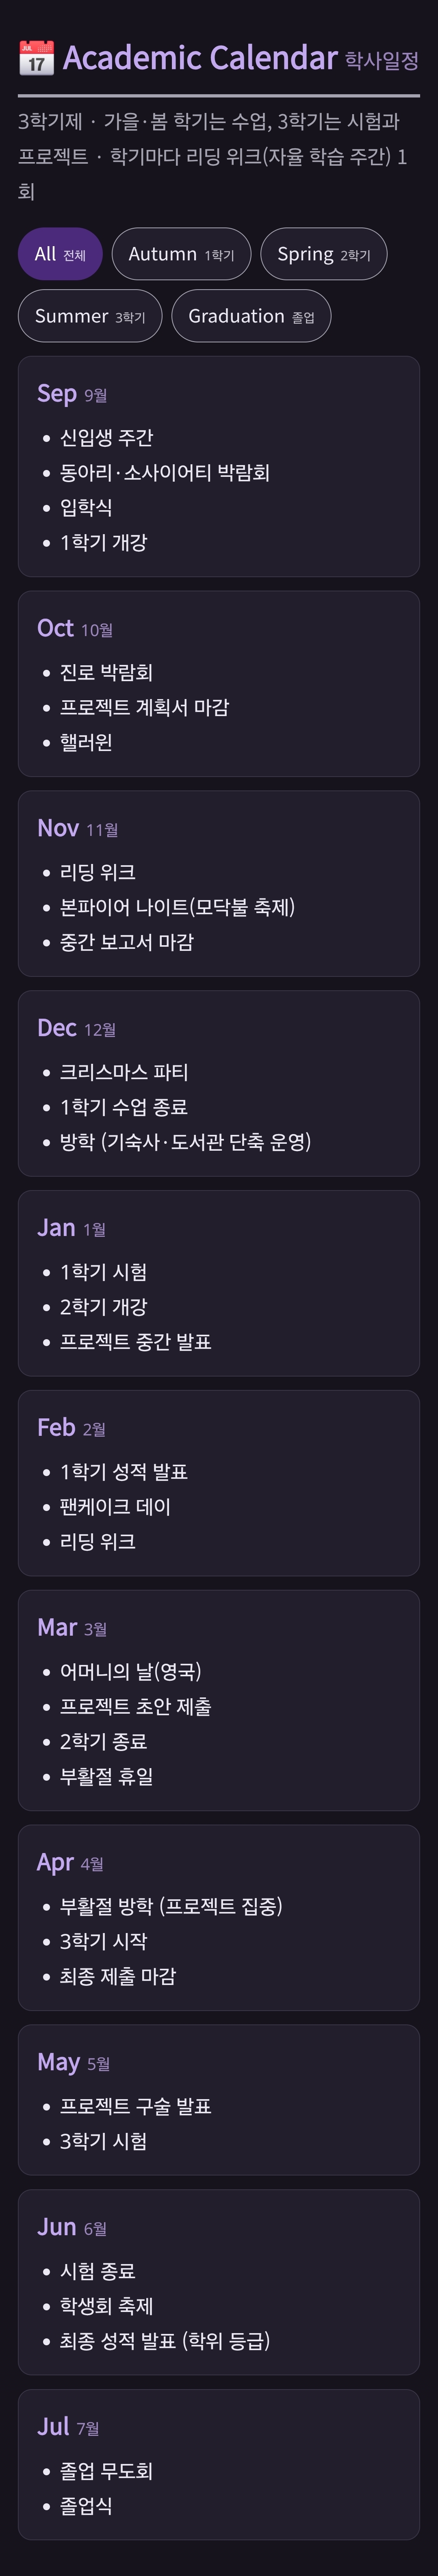 JUL 17 Academic Calendar 학사일정
3학기제 · 가을·봄 학기는 수업, 3학기는 시험과
프로젝트 · 학기마다 리딩 위크(자율 학습 주간) 1
회
All 전체 Autumn 1학기 Spring 2학기
Summer 3학기 Graduation 졸업
Sep 9월
• 신입생 주간
• 동아리·소사이어티 박람회
• 입학식
• 1학기 개강
Oct 10월
• 진로 박람회
• 프로젝트 계획서 마감
• 핼러윈
Nov 11월
• 리딩 위크
• 본파이어 나이트(모닥불 축제)
• 중간 보고서 마감
Dec 12월
• 크리스마스 파티
• 1학기 수업 종료
• 방학 (기숙사·도서관 단축 운영)
Jan 1월
• 1학기 시험
• 2학기 개강
• 프로젝트 중간 발표
Feb 2월
• 1학기 성적 발표
• 팬케이크 데이
• 리딩 위크
Mar 3월
• 어머니의 날(영국)
• 프로젝트 초안 제출
• 2학기 종료
• 부활절 휴일
Apr 4월
• 부활절 방학 (프로젝트 집중)
• 3학기 시작
• 최종 제출 마감
May 5월
• 프로젝트 구술 발표
• 3학기 시험
Jun 6월
• 시험 종료
• 학생회 축제
• 최종 성적 발표 (학위 등급)
Jul 7월
• 졸업 무도회
• 졸업식